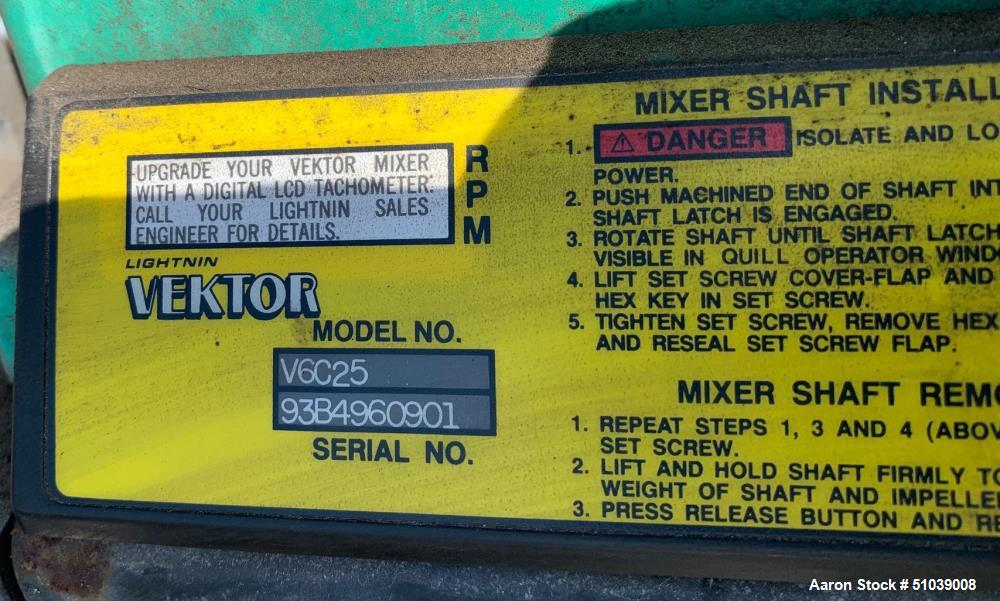 UPGRADE YOUR VEKTOR MIXER
WITH A DIGITAL LCD TACHOMETER:
CALL YOUR LIGHTNIN SALES
ENGINEER FOR DETAILS.
R
P
M
LIGHTNIN
VEKTOR
MODEL NO.
V6C25
93B4960901
SERIAL NO.
MIXER SHAFT INSTALL
1. ⚠ DANGER ISOLATE AND LO
POWER.
2. PUSH MACHINED END OF SHAFT INT
SHAFT LATCH IS ENGAGED.
3. ROTATE SHAFT UNTIL SHAFT LATCH
VISIBLE IN QUILL OPERATOR WINDO
4. LIFT SET SCREW COVER-FLAP AND
HEX KEY IN SET SCREW.
5. TIGHTEN SET SCREW, REMOVE HEX
AND RESEAL SET SCREW FLAP.
MIXER SHAFT REMO
1. REPEAT STEPS 1, 3 AND 4 (ABOV
SET SCREW.
2. LIFT AND HOLD SHAFT FIRMLY TO
WEIGHT OF SHAFT AND IMPELLE
3. PRESS RELEASE BUTTON AND RE
Aaron Stock # 51039008